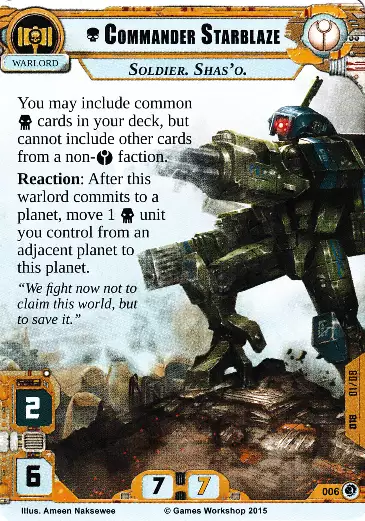 COMMANDER STARBLAZE
WARLORD
SOLDIER. SHAS'O.
You may include common
cards in your deck, but
cannot include other cards
from a non- faction.
Reaction: After this
warlord commits to a
planet, move 1 unit
you control from an
adjacent planet to
this planet.
“We fight now not to
claim this world, but
to save it.”
2
6
7 7
018 01/08
006
Illus. Ameen Naksewee © Games Workshop 2015